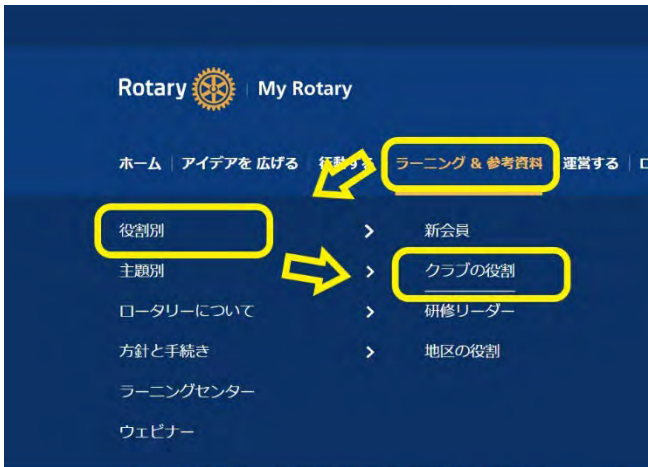 Rotary | My Rotary
ホーム | アイデアを 広げる | 行動する | ラーニング & 参考資料 | 運営する |
役割別 > 新会員
主題別 > クラブの役割
ロータリーについて > 研修リーダー
方針と手続き > 地区の役割
ラーニングセンター
ウェビナー